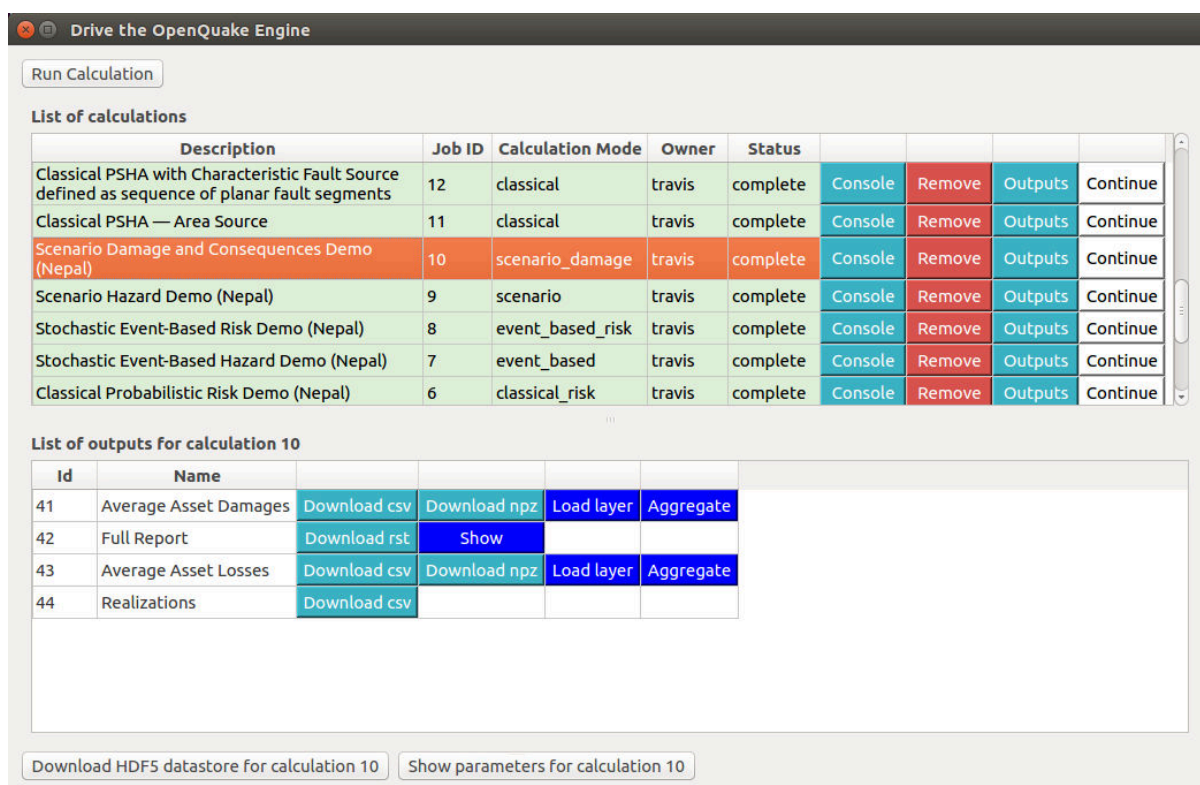 Drive the OpenQuake Engine
Run Calculation
List of calculations
Description Job ID Calculation Mode Owner Status
Classical PSHA with Characteristic Fault Source
defined as sequence of planar fault segments 12 classical travis complete Console Remove Outputs Continue
Classical PSHA — Area Source 11 classical travis complete Console Remove Outputs Continue
Scenario Damage and Consequences Demo
(Nepal) 10 scenario_damage travis complete Console Remove Outputs Continue
Scenario Hazard Demo (Nepal) 9 scenario travis complete Console Remove Outputs Continue
Stochastic Event-Based Risk Demo (Nepal) 8 event_based_risk travis complete Console Remove Outputs Continue
Stochastic Event-Based Hazard Demo (Nepal) 7 event_based travis complete Console Remove Outputs Continue
Classical Probabilistic Risk Demo (Nepal) 6 classical_risk travis complete Console Remove Outputs Continue
List of outputs for calculation 10
Id Name
41 Average Asset Damages Download csv Download npz Load layer Aggregate
42 Full Report Download rst Show
43 Average Asset Losses Download csv Download npz Load layer Aggregate
44 Realizations Download csv
Download HDF5 datastore for calculation 10 Show parameters for calculation 10